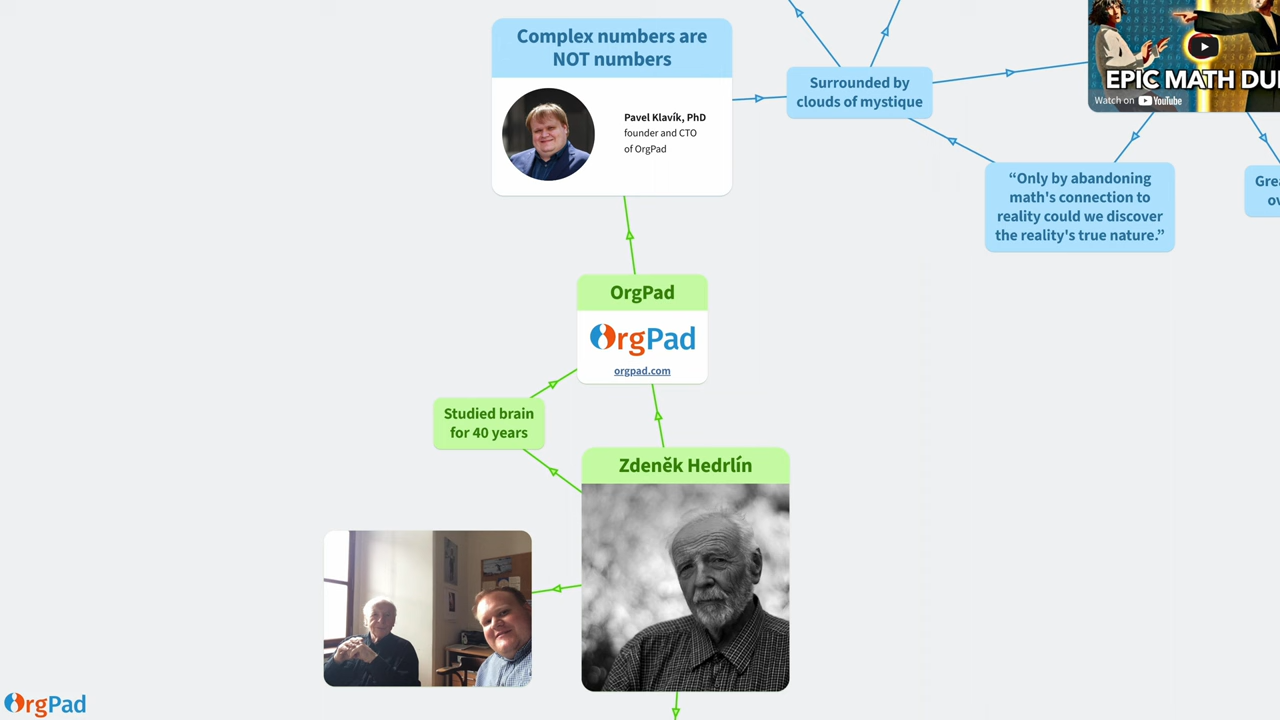 Complex numbers are
NOT numbers
Pavel Klavík, PhD
founder and CTO
of OrgPad
Surrounded by
clouds of mystique
EPIC MATH DU
Watch on YouTube
“Only by abandoning
math's connection to
reality could we discover
the reality's true nature.”
OrgPad
OrgPad
orgpad.com
Studied brain
for 40 years
Zdeněk Hedrlín
OrgPad